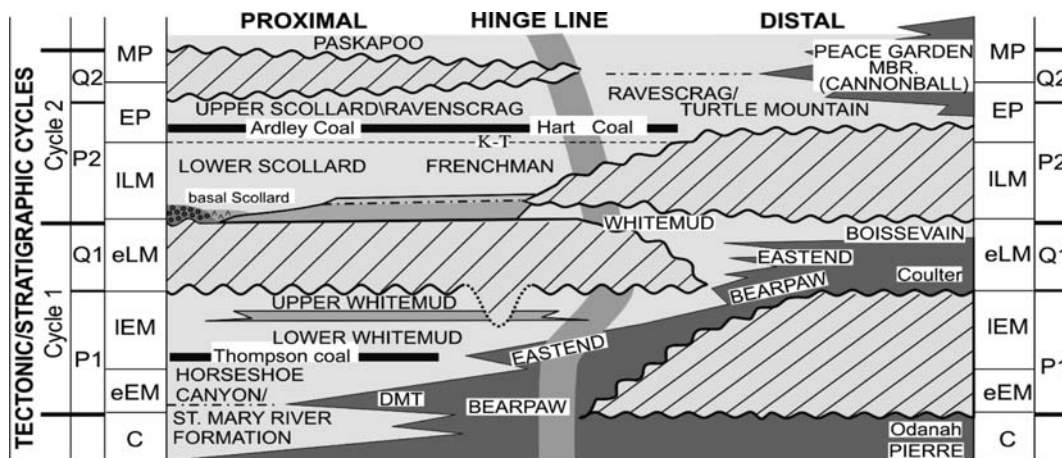 PROXIMAL
HINGE LINE
DISTAL
TECTONIC/STRATIGRAPHIC CYCLES
Cycle 2
Cycle 1
Q2
P2
Q1
P1
MP
EP
lLM
eLM
lEM
eEM
C
PASKAPOO
PEACE GARDEN
MBR.
(CANNONBALL)
RAVESCRAG/
TURTLE MOUNTAIN
UPPER SCOLLARD\RAVENSCRAG
Ardley Coal
Hart Coal
K-T
LOWER SCOLLARD
FRENCHMAN
basal Scollard
WHITEMUD
BOISSEVAIN
EASTEND
Coulter
BEARPAW
UPPER WHITEMUD
LOWER WHITEMUD
EASTEND
Thompson coal
HORSESHOE
CANYON/
DMT
BEARPAW
ST. MARY RIVER
FORMATION
Odanah
PIERRE
MP
EP
lLM
eLM
lEM
eEM
C
Q2
P2
Q1
P1